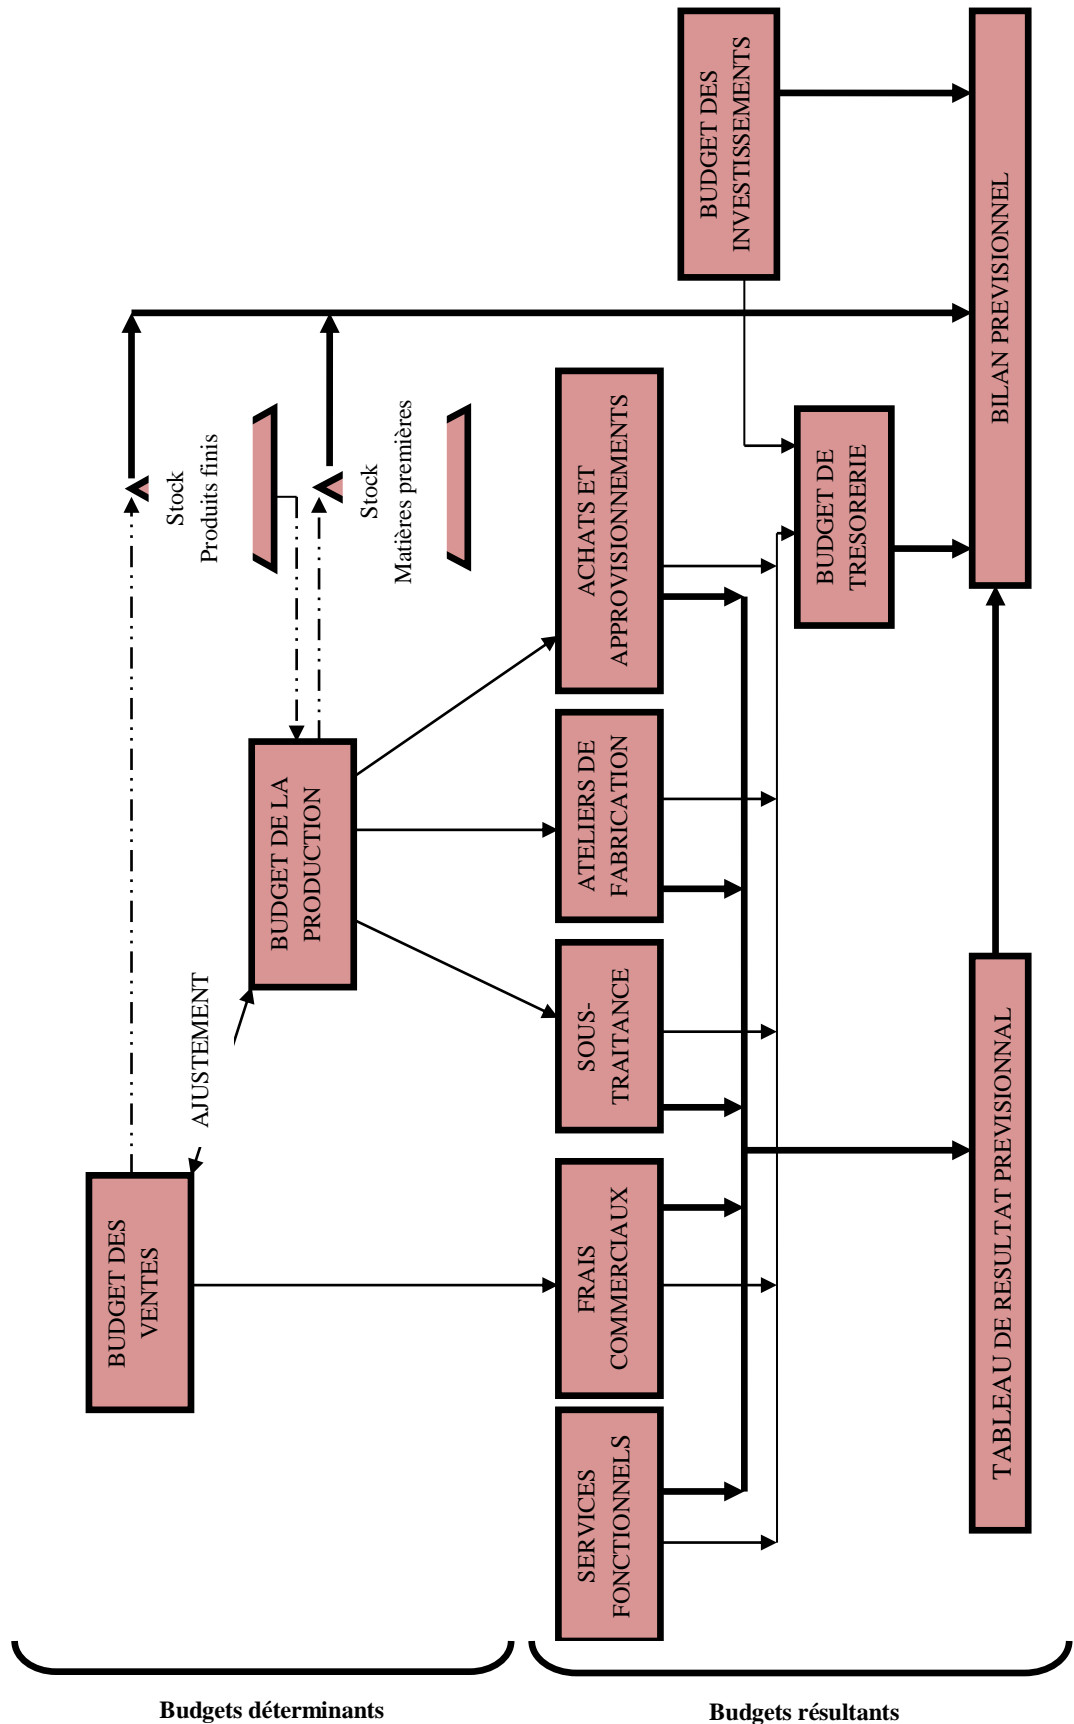 BUDGET DES
VENTES
AJUSTEMENT
BUDGET DE LA
PRODUCTION
Stock
Produits finis
Stock
Matières premières
SERVICES
FONCTIONNELS
FRAIS
COMMERCIAUX
SOUS-
TRAITANCE
ATELIERS DE
FABRICATION
ACHATS ET
APPROVISIONNEMENTS
BUDGET DES
INVESTISSEMENTS
BUDGET DE
TRESORERIE
TABLEAU DE RESULTAT PREVISIONNAL
BILAN PREVISIONNEL
Budgets déterminants
Budgets résultants